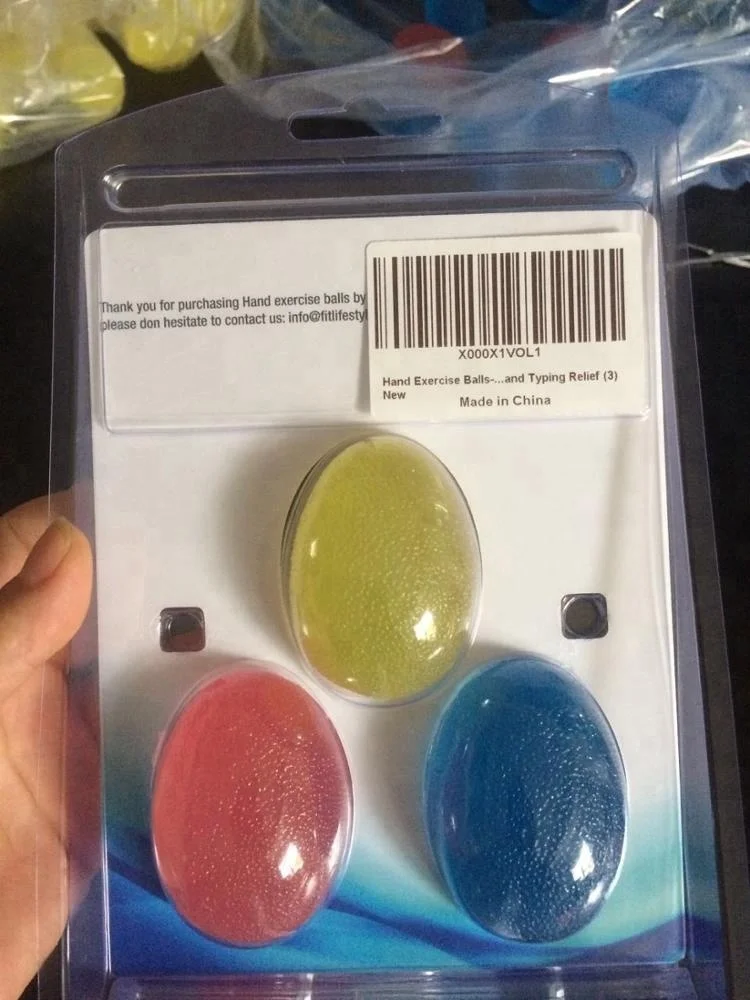 Thank you for purchasing Hand exercise balls by
please don hesitate to contact us: info@fitlifestyl
X000X1VOL1
Hand Exercise Balls-...and Typing Relief (3)
New
Made in China